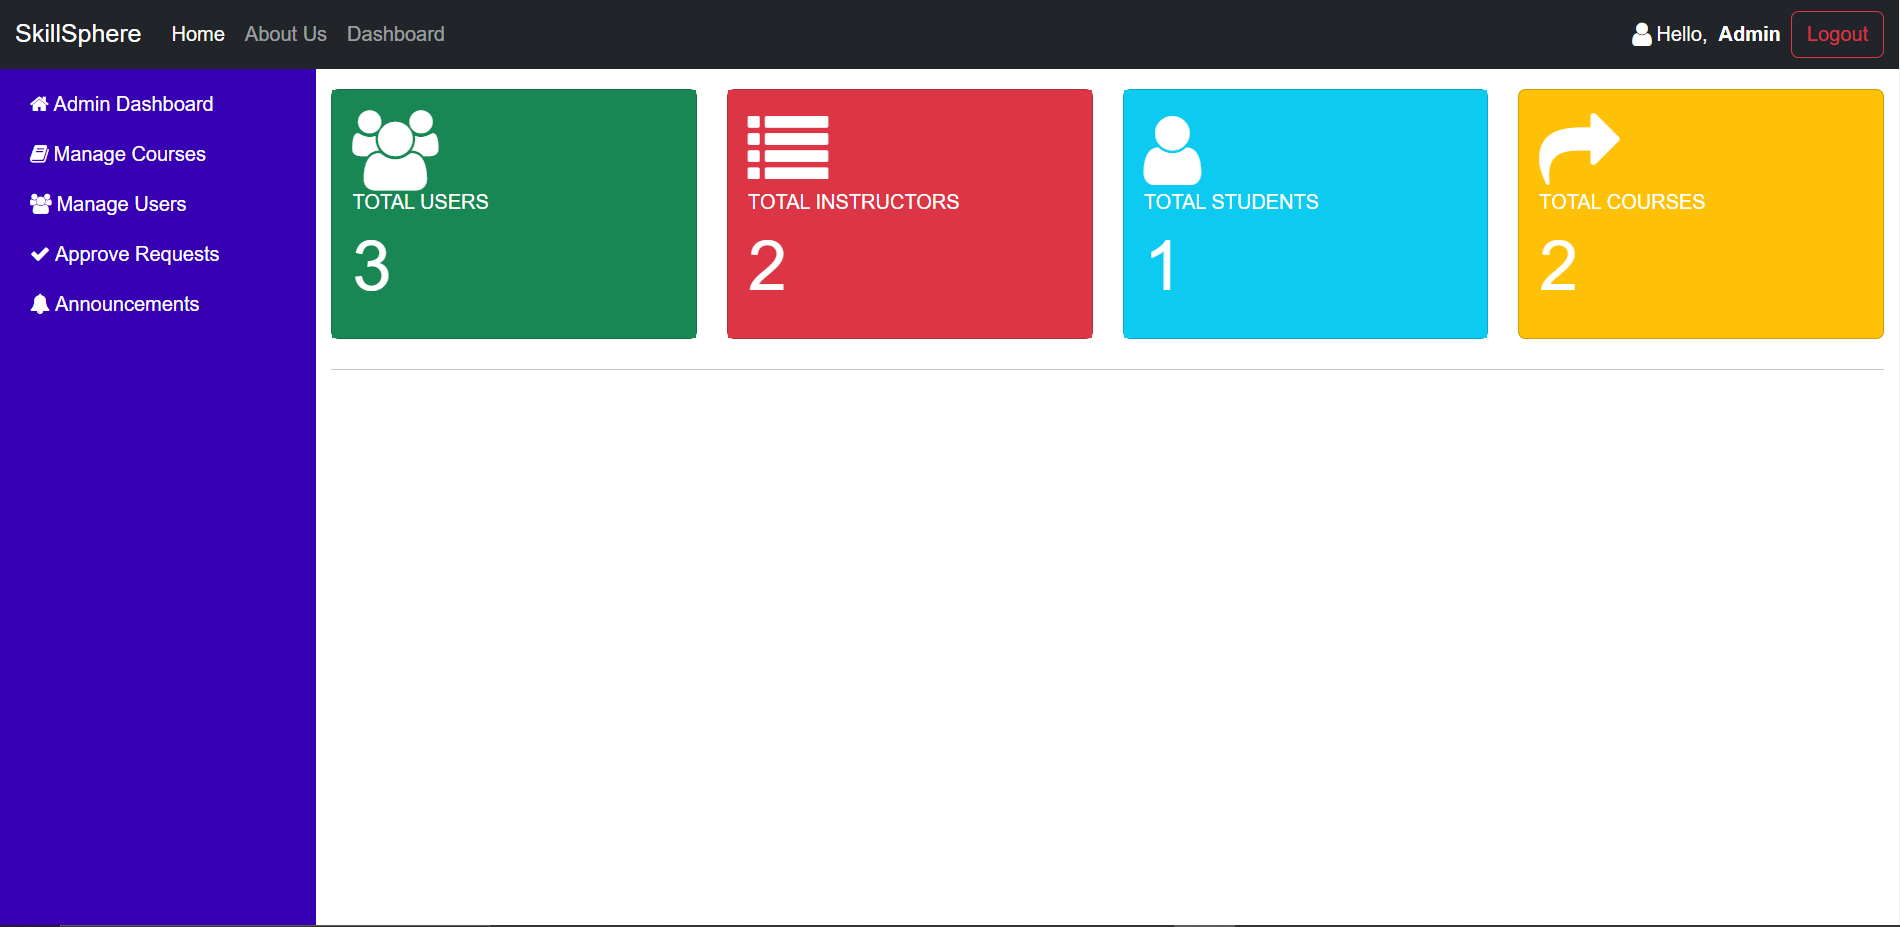 SkillSphere Home About Us Dashboard Hello, Admin Logout
Admin Dashboard
Manage Courses
Manage Users
Approve Requests
Announcements
TOTAL USERS
3
TOTAL INSTRUCTORS
2
TOTAL STUDENTS
1
TOTAL COURSES
2